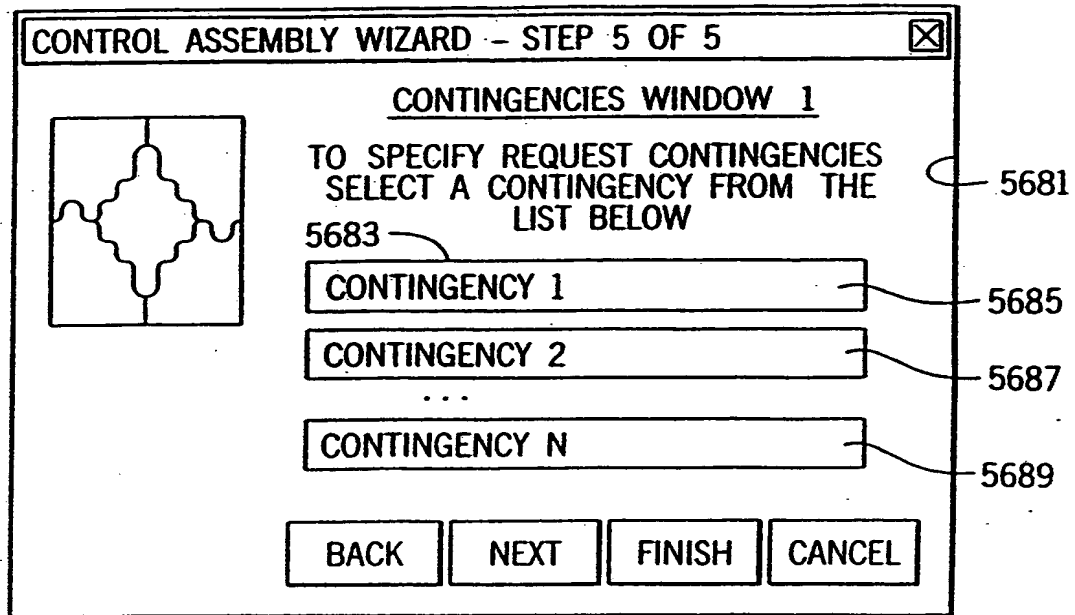 CONTROL ASSEMBLY WIZARD - STEP 5 OF 5
CONTINGENCIES WINDOW 1
TO SPECIFY REQUEST CONTINGENCIES
SELECT A CONTINGENCY FROM THE
LIST BELOW
5681
5683
CONTINGENCY 1
5685
CONTINGENCY 2
5687
...
CONTINGENCY N
5689
BACK NEXT FINISH CANCEL